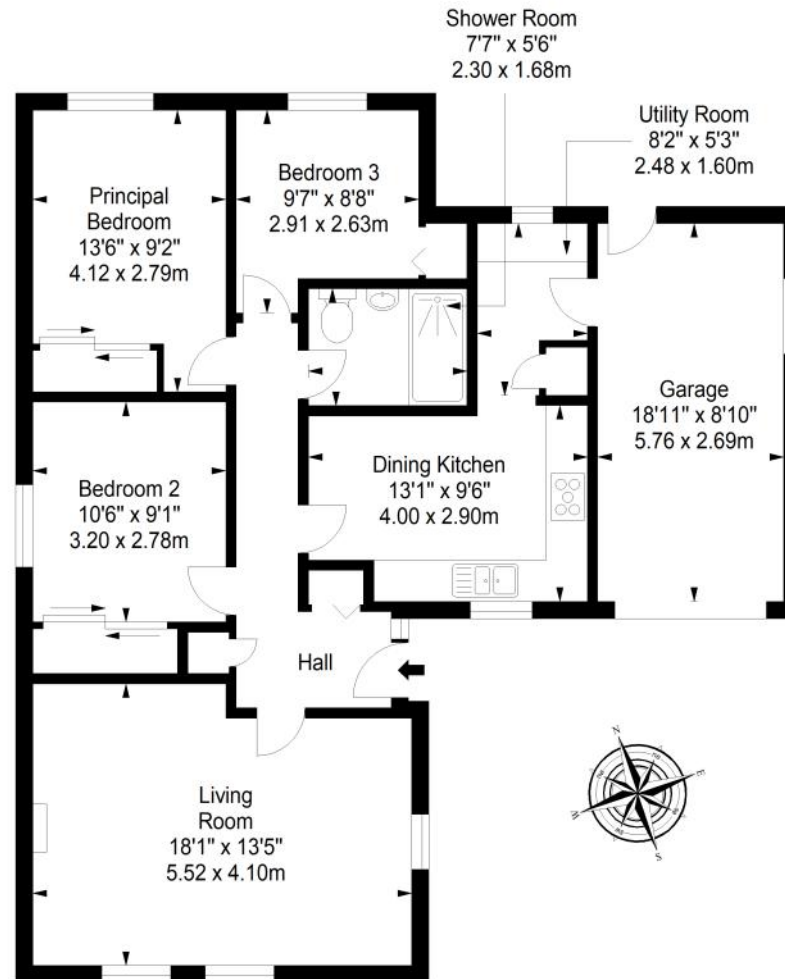 Shower Room
7'7" x 5'6"
2.30 x 1.68m
Utility Room
8'2" x 5'3"
2.48 x 1.60m
Principal
Bedroom
13'6" x 9'2"
4.12 x 2.79m
Bedroom 3
9'7" x 8'8"
2.91 x 2.63m
Garage
18'11" x 8'10"
5.76 x 2.69m
Dining Kitchen
13'1" x 9'6"
4.00 x 2.90m
Bedroom 2
10'6" x 9'1"
3.20 x 2.78m
Hall
Living
Room
18'1" x 13'5"
5.52 x 4.10m
N
E
W
S